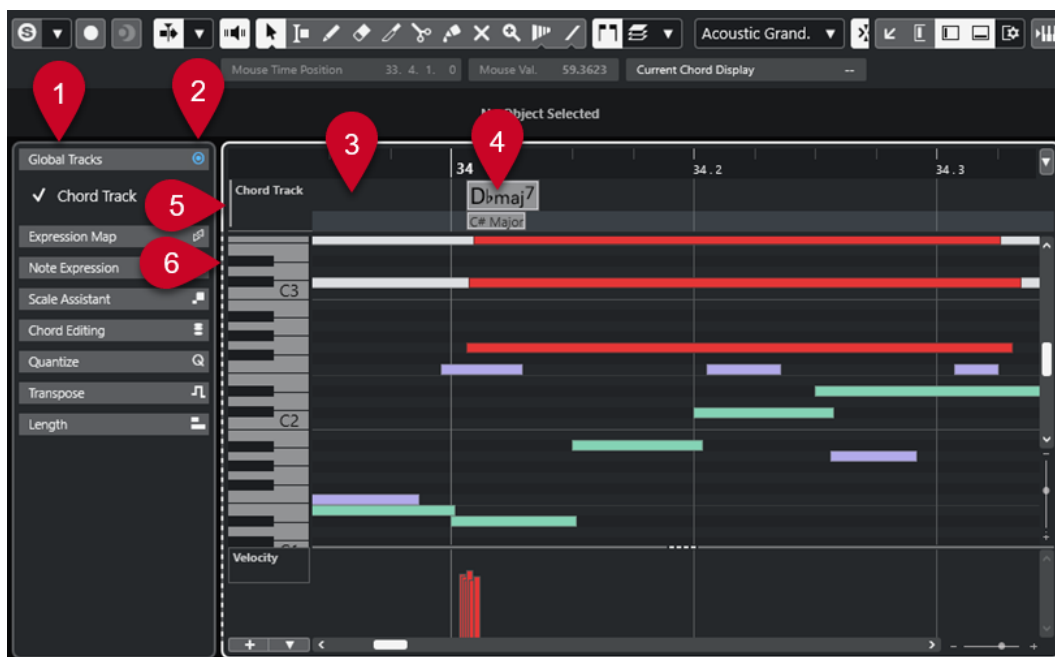 Acoustic Grand.
Mouse Time Position 33. 4. 1. 0 Mouse Val. 59.3623 Current Chord Display --
Object Selected
1
2
3
4
5
6
Global Tracks
Chord Track
Expression Map
Note Expression
Scale Assistant
Chord Editing
Quantize
Transpose
Length
34 34.2 34.3
Chord Track
D♭maj7
C# Major
C3
C2
Velocity